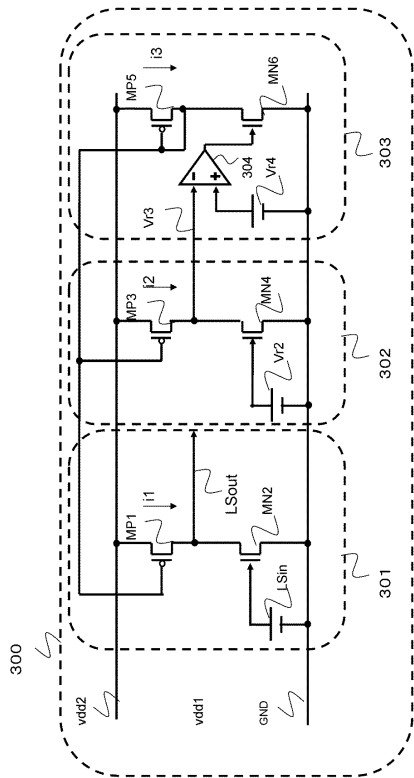 300
vdd2
vdd1
GND
MP1
i1
LSout
MN2
LSin
301
MP3
i2
MN4
Vr2
302
Vr3
MP5
i3
MN6
304
Vr4
303
−
+